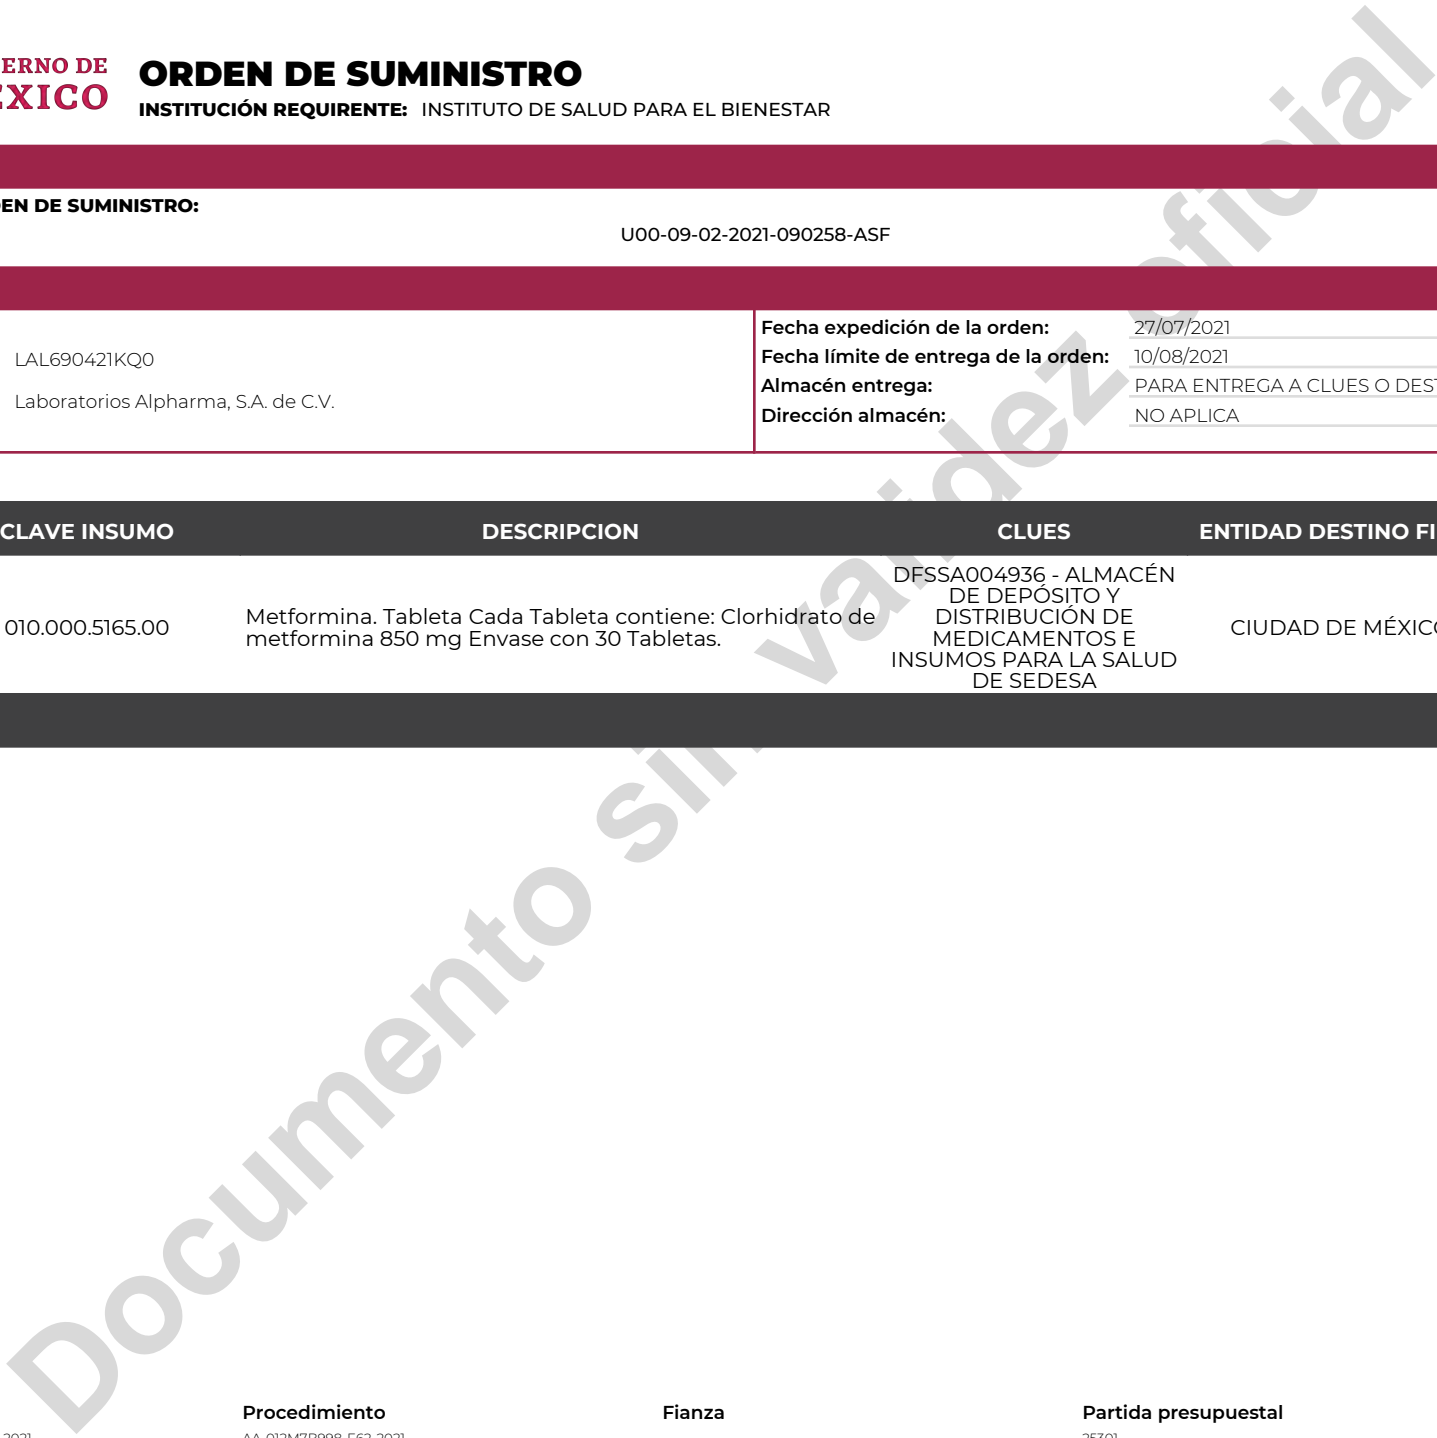 ERNO DE
EXICO
ORDEN DE SUMINISTRO
INSTITUCIÓN REQUIRENTE: INSTITUTO DE SALUD PARA EL BIENESTAR
EN DE SUMINISTRO:
U00-09-02-2021-090258-ASF
LAL690421KQ0
Laboratorios Alpharma, S.A. de C.V.
Fecha expedición de la orden: 27/07/2021
Fecha límite de entrega de la orden: 10/08/2021
Almacén entrega: PARA ENTREGA A CLUES O DEST
Dirección almacén: NO APLICA
CLAVE INSUMO DESCRIPCION CLUES ENTIDAD DESTINO FI
010.000.5165.00
Metformina. Tableta Cada Tableta contiene: Clorhidrato de
metformina 850 mg Envase con 30 Tabletas.
DFSSA004936 - ALMACÉN
DE DEPÓSITO Y
DISTRIBUCIÓN DE
MEDICAMENTOS E
INSUMOS PARA LA SALUD
DE SEDESA
CIUDAD DE MÉXICO
Documento sin validez oficial
Procedimiento Fianza Partida presupuestal